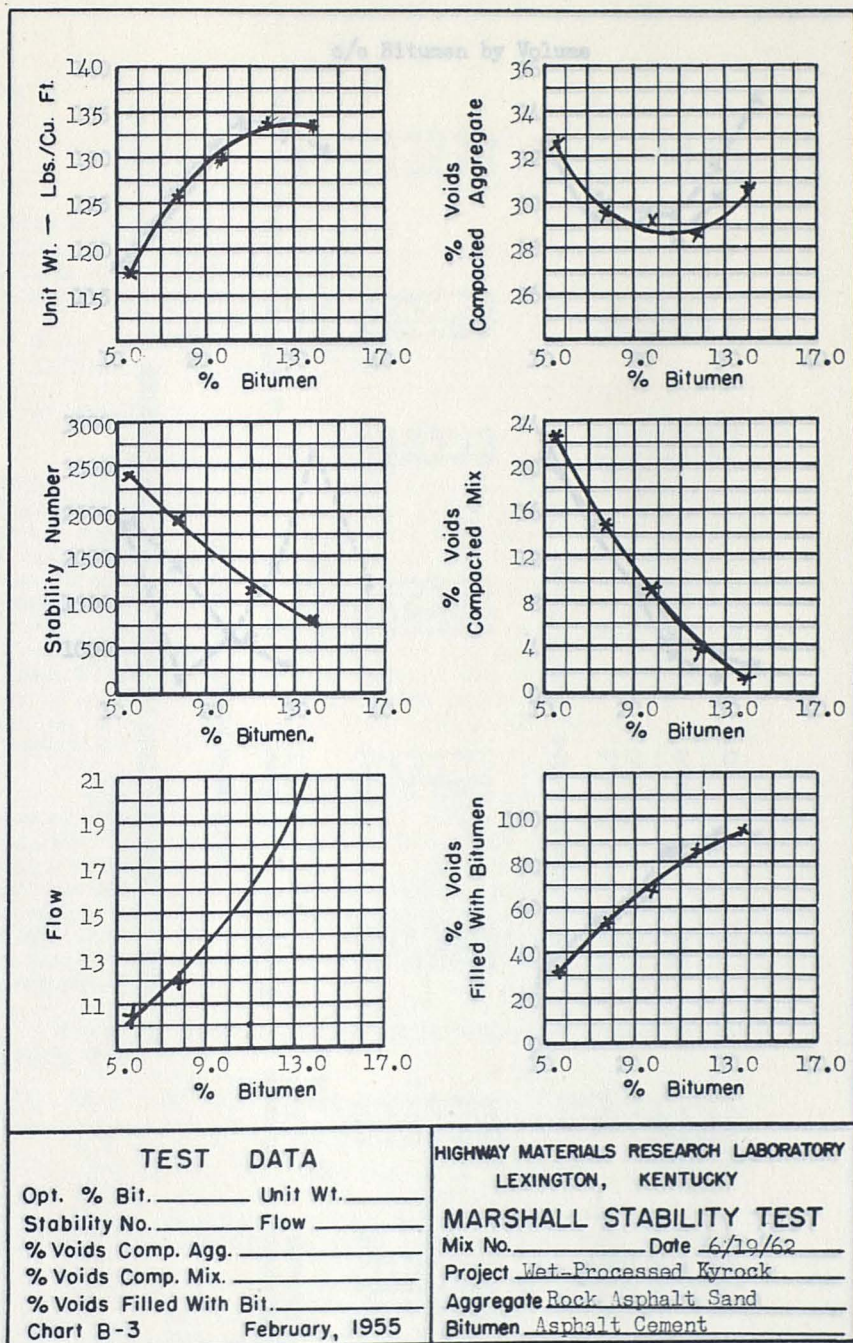 c/o Bitumen by Volume
140
135
130
125
120
115
Unit Wt. — Lbs./Cu. Ft.
5.0 9.0 13.0 17.0
% Bitumen
36
34
32
30
28
26
% Voids
Compacted Aggregate
5.0 9.0 13.0 17.0
% Bitumen
3000
2500
2000
1500
1000
500
0
Stability Number
5.0 9.0 13.0 17.0
% Bitumen.
24
20
16
12
8
4
0
% Voids
Compacted Mix
5.0 9.0 13.0 17.0
% Bitumen
21
19
17
15
13
11
Flow
5.0 9.0 13.0 17.0
% Bitumen
100
80
60
40
20
0
% Voids
Filled With Bitumen
5.0 9.0 13.0 17.0
% Bitumen
TEST DATA
Opt. % Bit. Unit Wt.
Stability No. Flow
% Voids Comp. Agg.
% Voids Comp. Mix.
% Voids Filled With Bit.
Chart B-3 February, 1955
HIGHWAY MATERIALS RESEARCH LABORATORY
LEXINGTON, KENTUCKY
MARSHALL STABILITY TEST
Mix No. Date 6/19/62
Project Wet-Processed Kyrock
Aggregate Rock Asphalt Sand
Bitumen Asphalt Cement